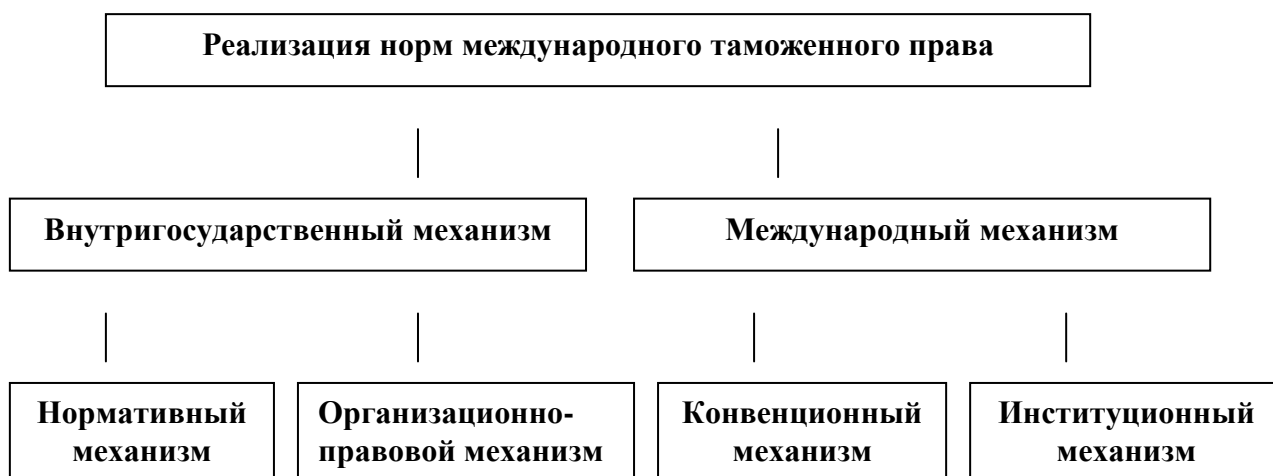 Реализация норм международного таможенного права
Внутригосударственный механизм
Международный механизм
Нормативный
механизм
Организационно-
правовой механизм
Конвенционный
механизм
Институционный
механизм